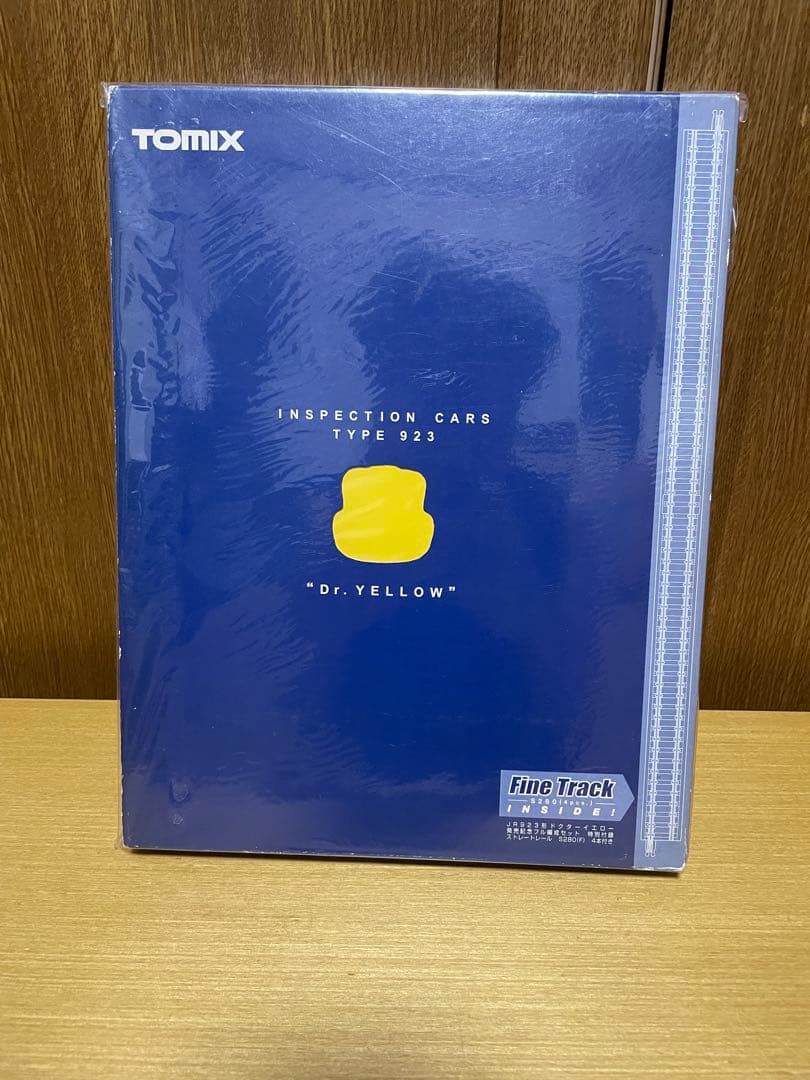 TOMIX
INSPECTION CARS
TYPE 923
“Dr. YELLOW”
Fine Track
S280(4pcs.)
INSIDE!
JR923形ドクターイエロー
発売記念フル編成セット 特別付録
ストレートレール S280(F) 4本付き